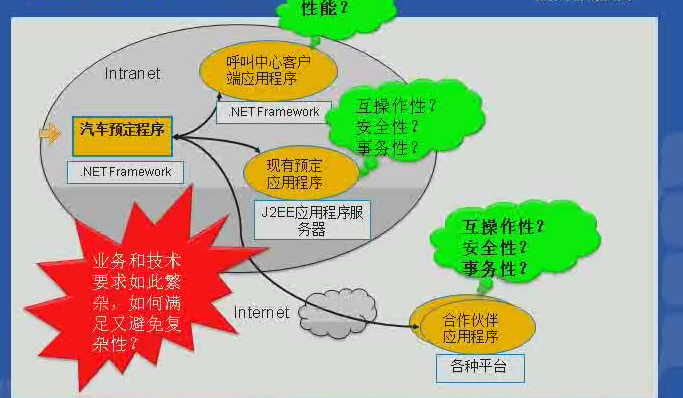 性能？
Intranet
呼叫中心客户
端应用程序
.NETFramework
汽车预定程序
.NETFramework
互操作性？
安全性？
事务性？
现有预定
应用程序
J2EE应用程序服
务器
互操作性？
安全性？
事务性？
业务和技术
要求如此繁
杂，如何满
足又避免复
杂性？
Internet
合作伙伴
应用程序
各种平台